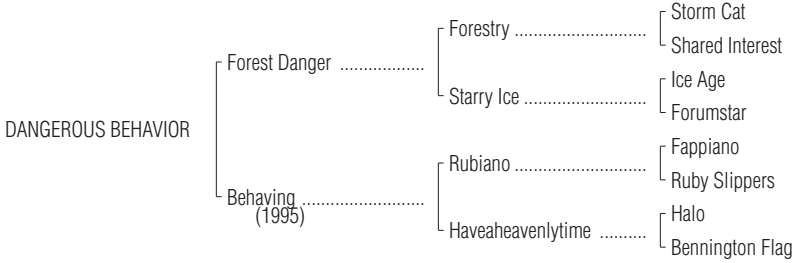 Storm Cat
Forestry ..........................
Shared Interest
Forest Danger .................
Ice Age
Starry Ice ........................
Forumstar
DANGEROUS BEHAVIOR
Fappiano
Rubiano ..........................
Ruby Slippers
Behaving ........................
(1995)
Halo
Haveaheavenlytime .........
Bennington Flag